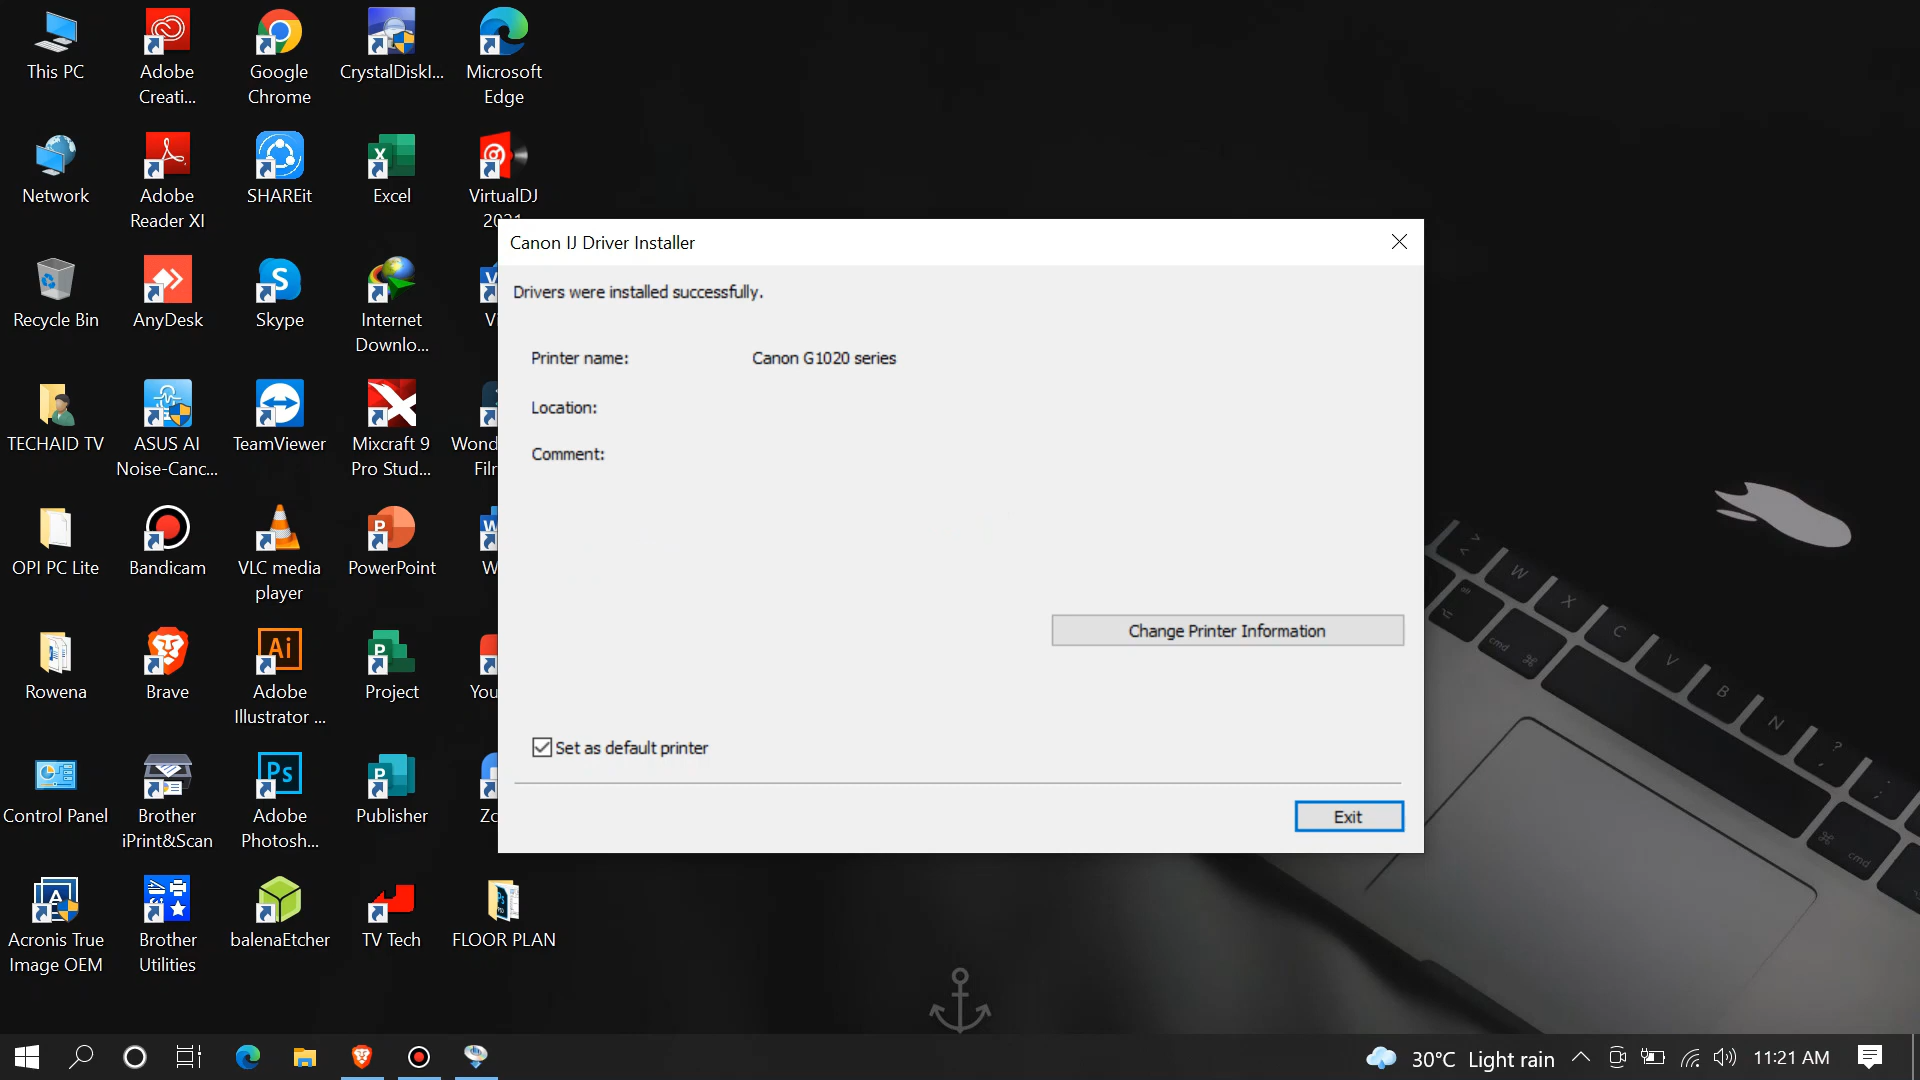 This PC
Adobe
Creati...
Google
Chrome
CrystalDiskI...
Microsoft
Edge
Network
Adobe
Reader XI
SHAREit
Excel
VirtualDJ
Recycle Bin
AnyDesk
Skype
Internet
Downlo...
TECHAID TV
ASUS AI
Noise-Canc...
TeamViewer
Mixcraft 9
Pro Stud...
OPI PC Lite
Bandicam
VLC media
player
PowerPoint
Rowena
Brave
Adobe
Illustrator ...
Project
Control Panel
Brother
iPrint&Scan
Adobe
Photosh...
Publisher
Acronis True
Image OEM
Brother
Utilities
balenaEtcher
TV Tech
FLOOR PLAN
Canon IJ Driver Installer
Drivers were installed successfully.
Printer name: Canon G1020 series
Location:
Comment:
Change Printer Information
Set as default printer
Exit
30°C Light rain
11:21 AM